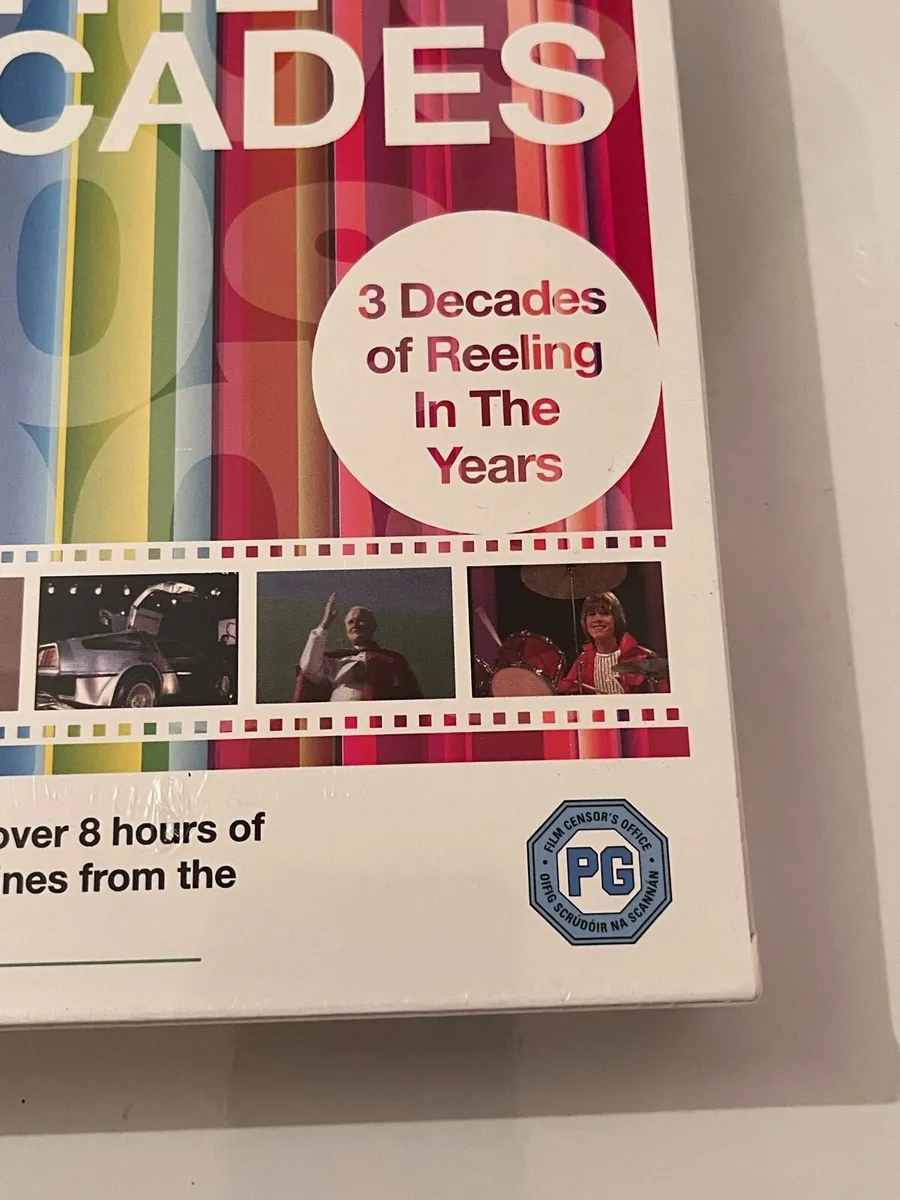 THE
CADES
3 Decades
of Reeling
In The
Years
over 8 hours of
nes from the
FILM CENSOR'S OFFICE
PG
OIFIG SCRÚDÓIR NA SCANNÁN